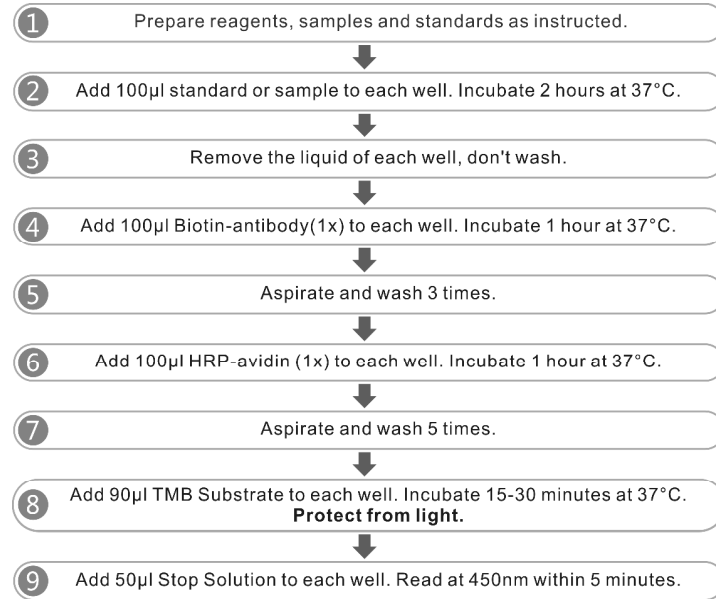 1 Prepare reagents, samples and standards as instructed.
2 Add 100µl standard or sample to each well. Incubate 2 hours at 37°C.
3 Remove the liquid of each well, don't wash.
4 Add 100µl Biotin-antibody(1x) to each well. Incubate 1 hour at 37°C.
5 Aspirate and wash 3 times.
6 Add 100µl HRP-avidin (1x) to each well. Incubate 1 hour at 37°C.
7 Aspirate and wash 5 times.
8 Add 90µl TMB Substrate to each well. Incubate 15-30 minutes at 37°C.
Protect from light.
9 Add 50µl Stop Solution to each well. Read at 450nm within 5 minutes.